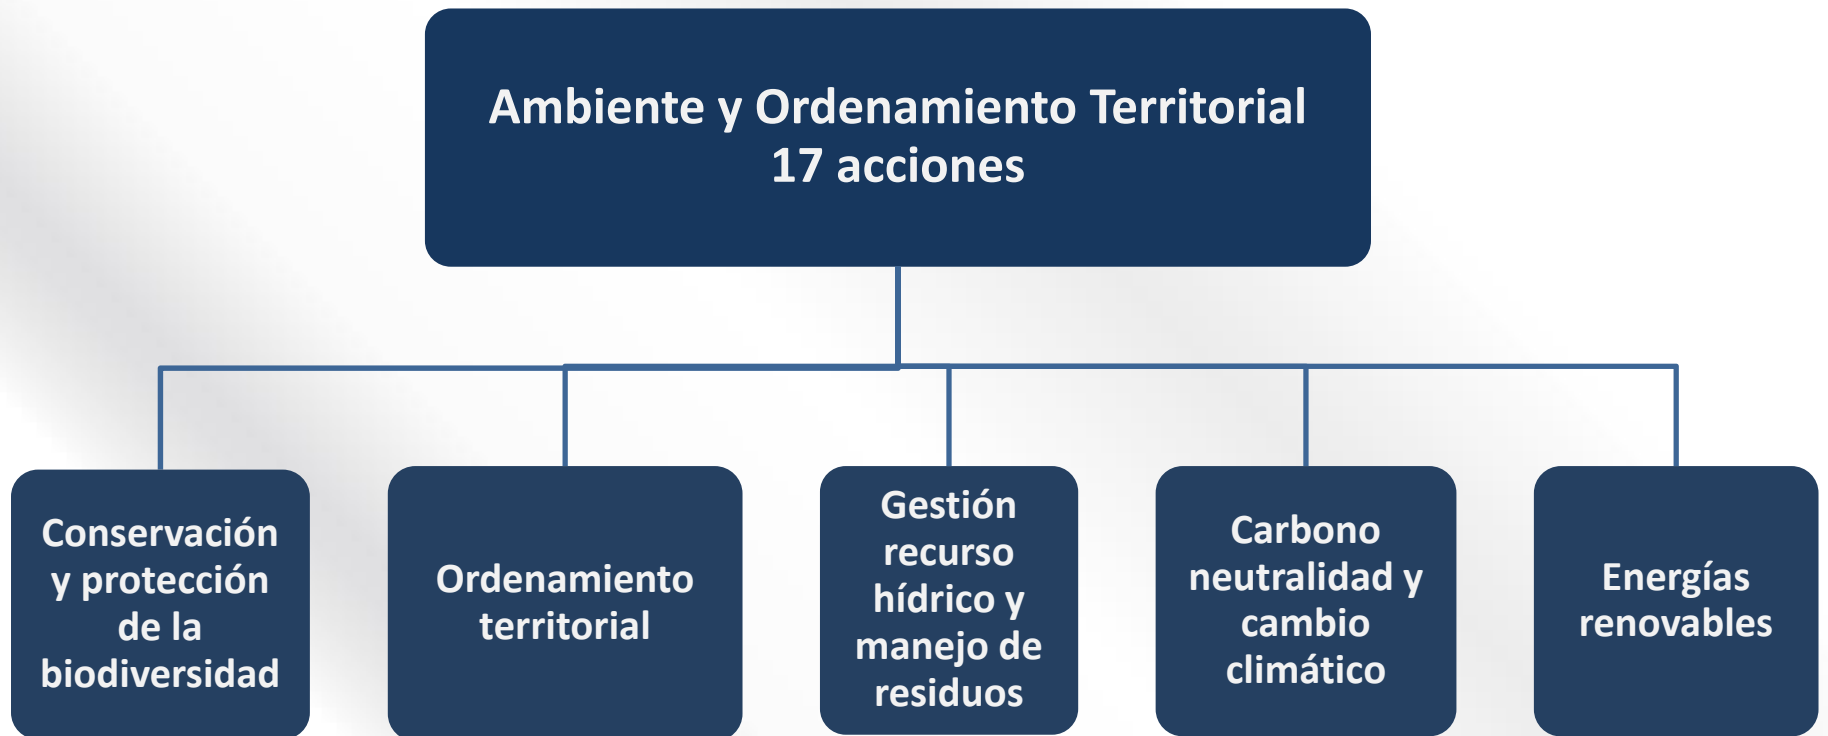 Ambiente y Ordenamiento Territorial
17 acciones
Conservación
y protección
de la
biodiversidad
Ordenamiento
territorial
Gestión
recurso
hídrico y
manejo de
residuos
Carbono
neutralidad y
cambio
climático
Energías
renovables